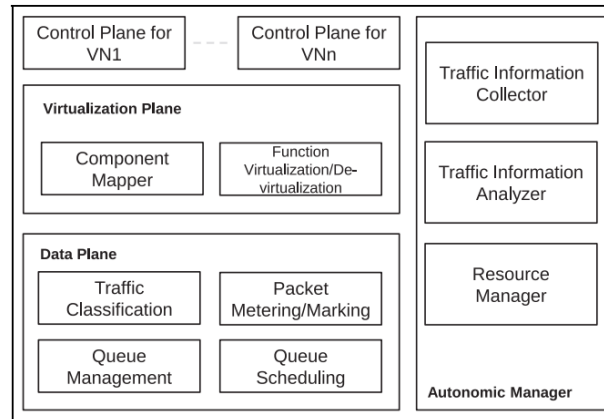 Control Plane for
VN1
Control Plane for
VNn
Virtualization Plane
Component
Mapper
Function
Virtualization/De-
virtualization
Data Plane
Traffic
Classification
Packet
Metering/Marking
Queue
Management
Queue
Scheduling
Traffic Information
Collector
Traffic Information
Analyzer
Resource
Manager
Autonomic Manager